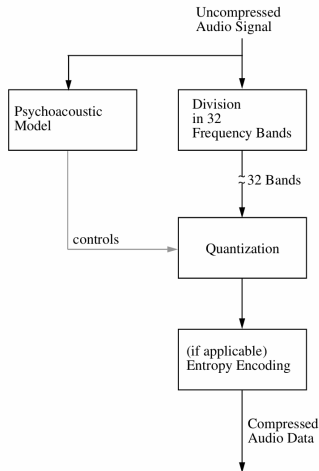 Uncompressed
Audio Signal
Psychoacoustic
Model
Division
in 32
Frequency Bands
32 Bands
controls
Quantization
(if applicable)
Entropy Encoding
Compressed
Audio Data